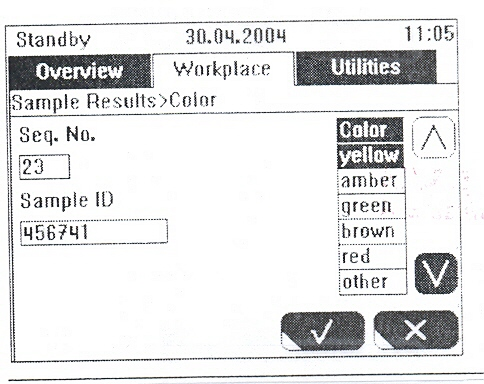 Standby 30.04.2004 11:05
Overview Workplace Utilities
Sample Results>Color
Seq. No.
23
Sample ID
456741
Color
yellow
amber
green
brown
red
other